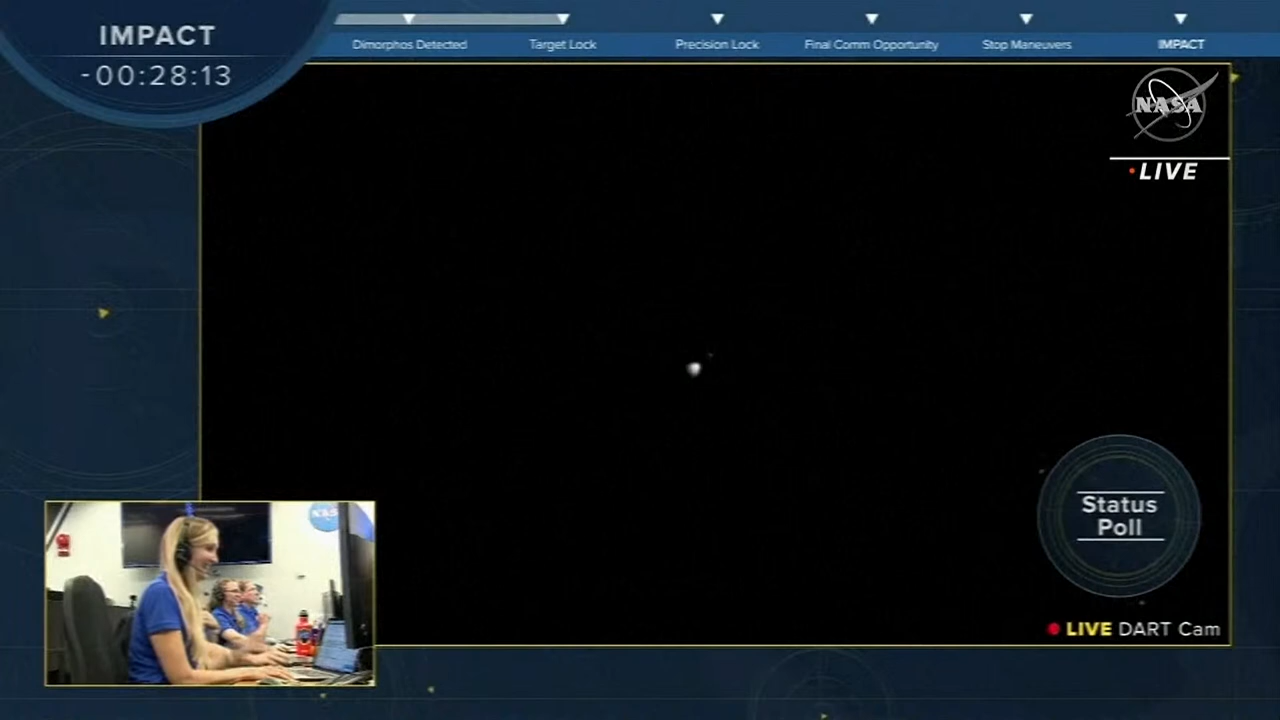 IMPACT
-00:28:13
Dimorphos Detected
Target Lock
Precision Lock
Final Comm Opportunity
Stop Maneuvers
IMPACT
NASA
LIVE
Status
Poll
LIVE DART Cam